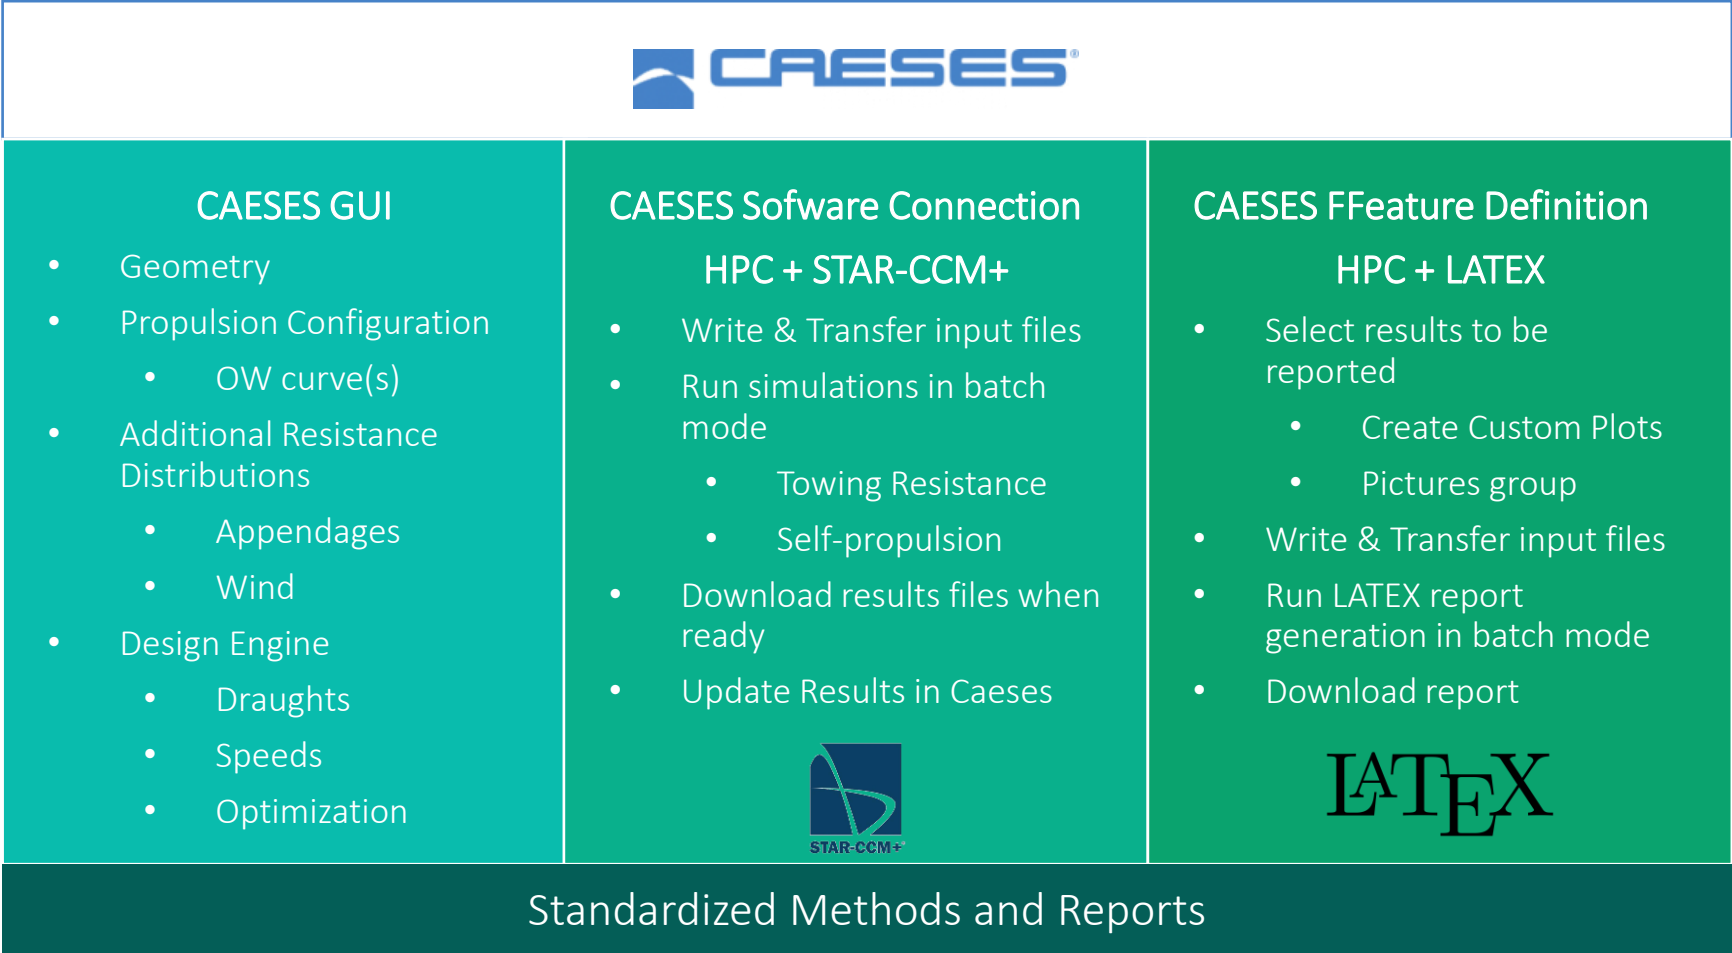 CAESES®
CAESES GUI
• Geometry
• Propulsion Configuration
• OW curve(s)
• Additional Resistance
Distributions
• Appendages
• Wind
• Design Engine
• Draughts
• Speeds
• Optimization
CAESES Sofware Connection
HPC + STAR-CCM+
• Write & Transfer input files
• Run simulations in batch
mode
• Towing Resistance
• Self-propulsion
• Download results files when
ready
• Update Results in Caeses
STAR-CCM+
CAESES FFeature Definition
HPC + LATEX
• Select results to be
reported
• Create Custom Plots
• Pictures group
• Write & Transfer input files
• Run LATEX report
generation in batch mode
• Download report
LATEX
Standardized Methods and Reports